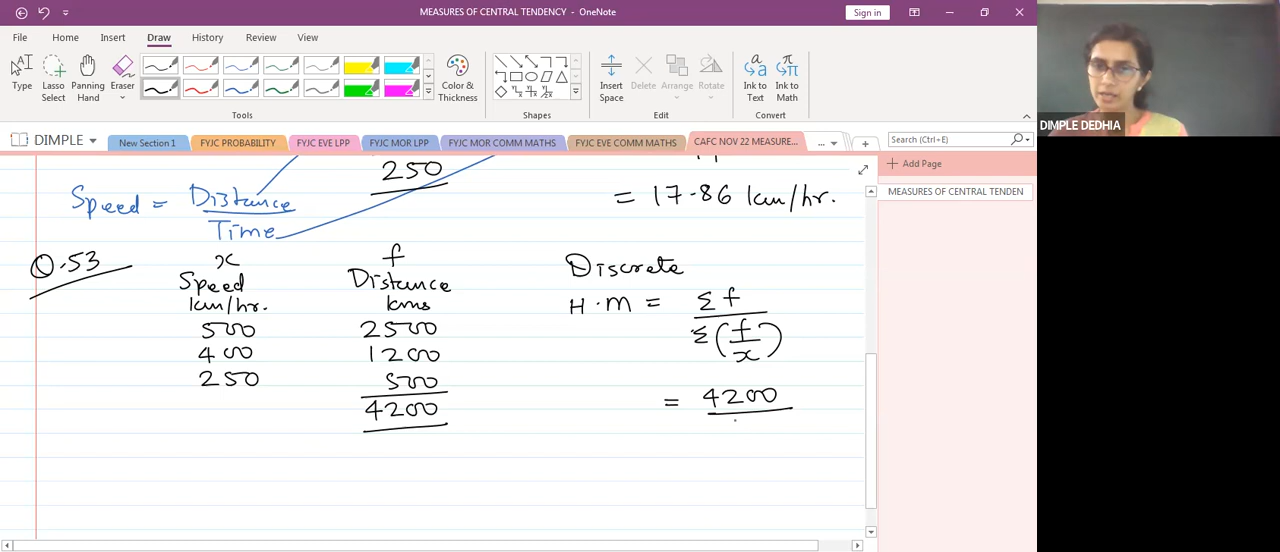 MEASURES OF CENTRAL TENDENCY - OneNote
Sign in
File Home Insert Draw History Review View
Type
Lasso Select
Panning Hand
Eraser
Color & Thickness
Insert Space
Delete
Arrange
Rotate
Ink to Text
Ink to Math
Tools
Shapes
Edit
Convert
DIMPLE DEDHIA
DIMPLE
New Section 1
FYJC PROBABILITY
FYJC EVE LPP
FYJC MOR LPP
FYJC MOR COMM MATHS
FYJC EVE COMM MATHS
CAFC NOV 22 MEASURE...
Search (Ctrl+E)
Add Page
MEASURES OF CENTRAL TENDEN
250
Speed = Distance / Time
= 17.86 km/hr.
Q.53
x f
Speed Distance
km/hr. kms
500 2500
400 1200
250 500
4200
Discrete
H.M = Σf / Σ(f/x)
= 4200